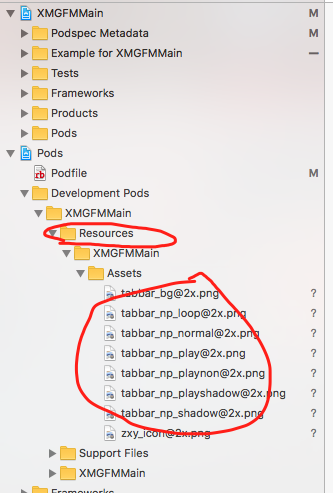 XMGFMMain M
Podspec Metadata
Example for XMGFMMain —
Tests
Frameworks M
Products
Pods
Pods
Podfile M
Development Pods
XMGFMMain
Resources
XMGFMMain
Assets
tabbar_bg@2x.png ?
tabbar_np_loop@2x.png ?
tabbar_np_normal@2x.png ?
tabbar_np_play@2x.png ?
tabbar_np_playnon@2x.png ?
tabbar_np_playshadow@2x.png ?
tabbar_np_shadow@2x.png ?
zxy_icon@2x.png ?
Support Files
XMGFMMain